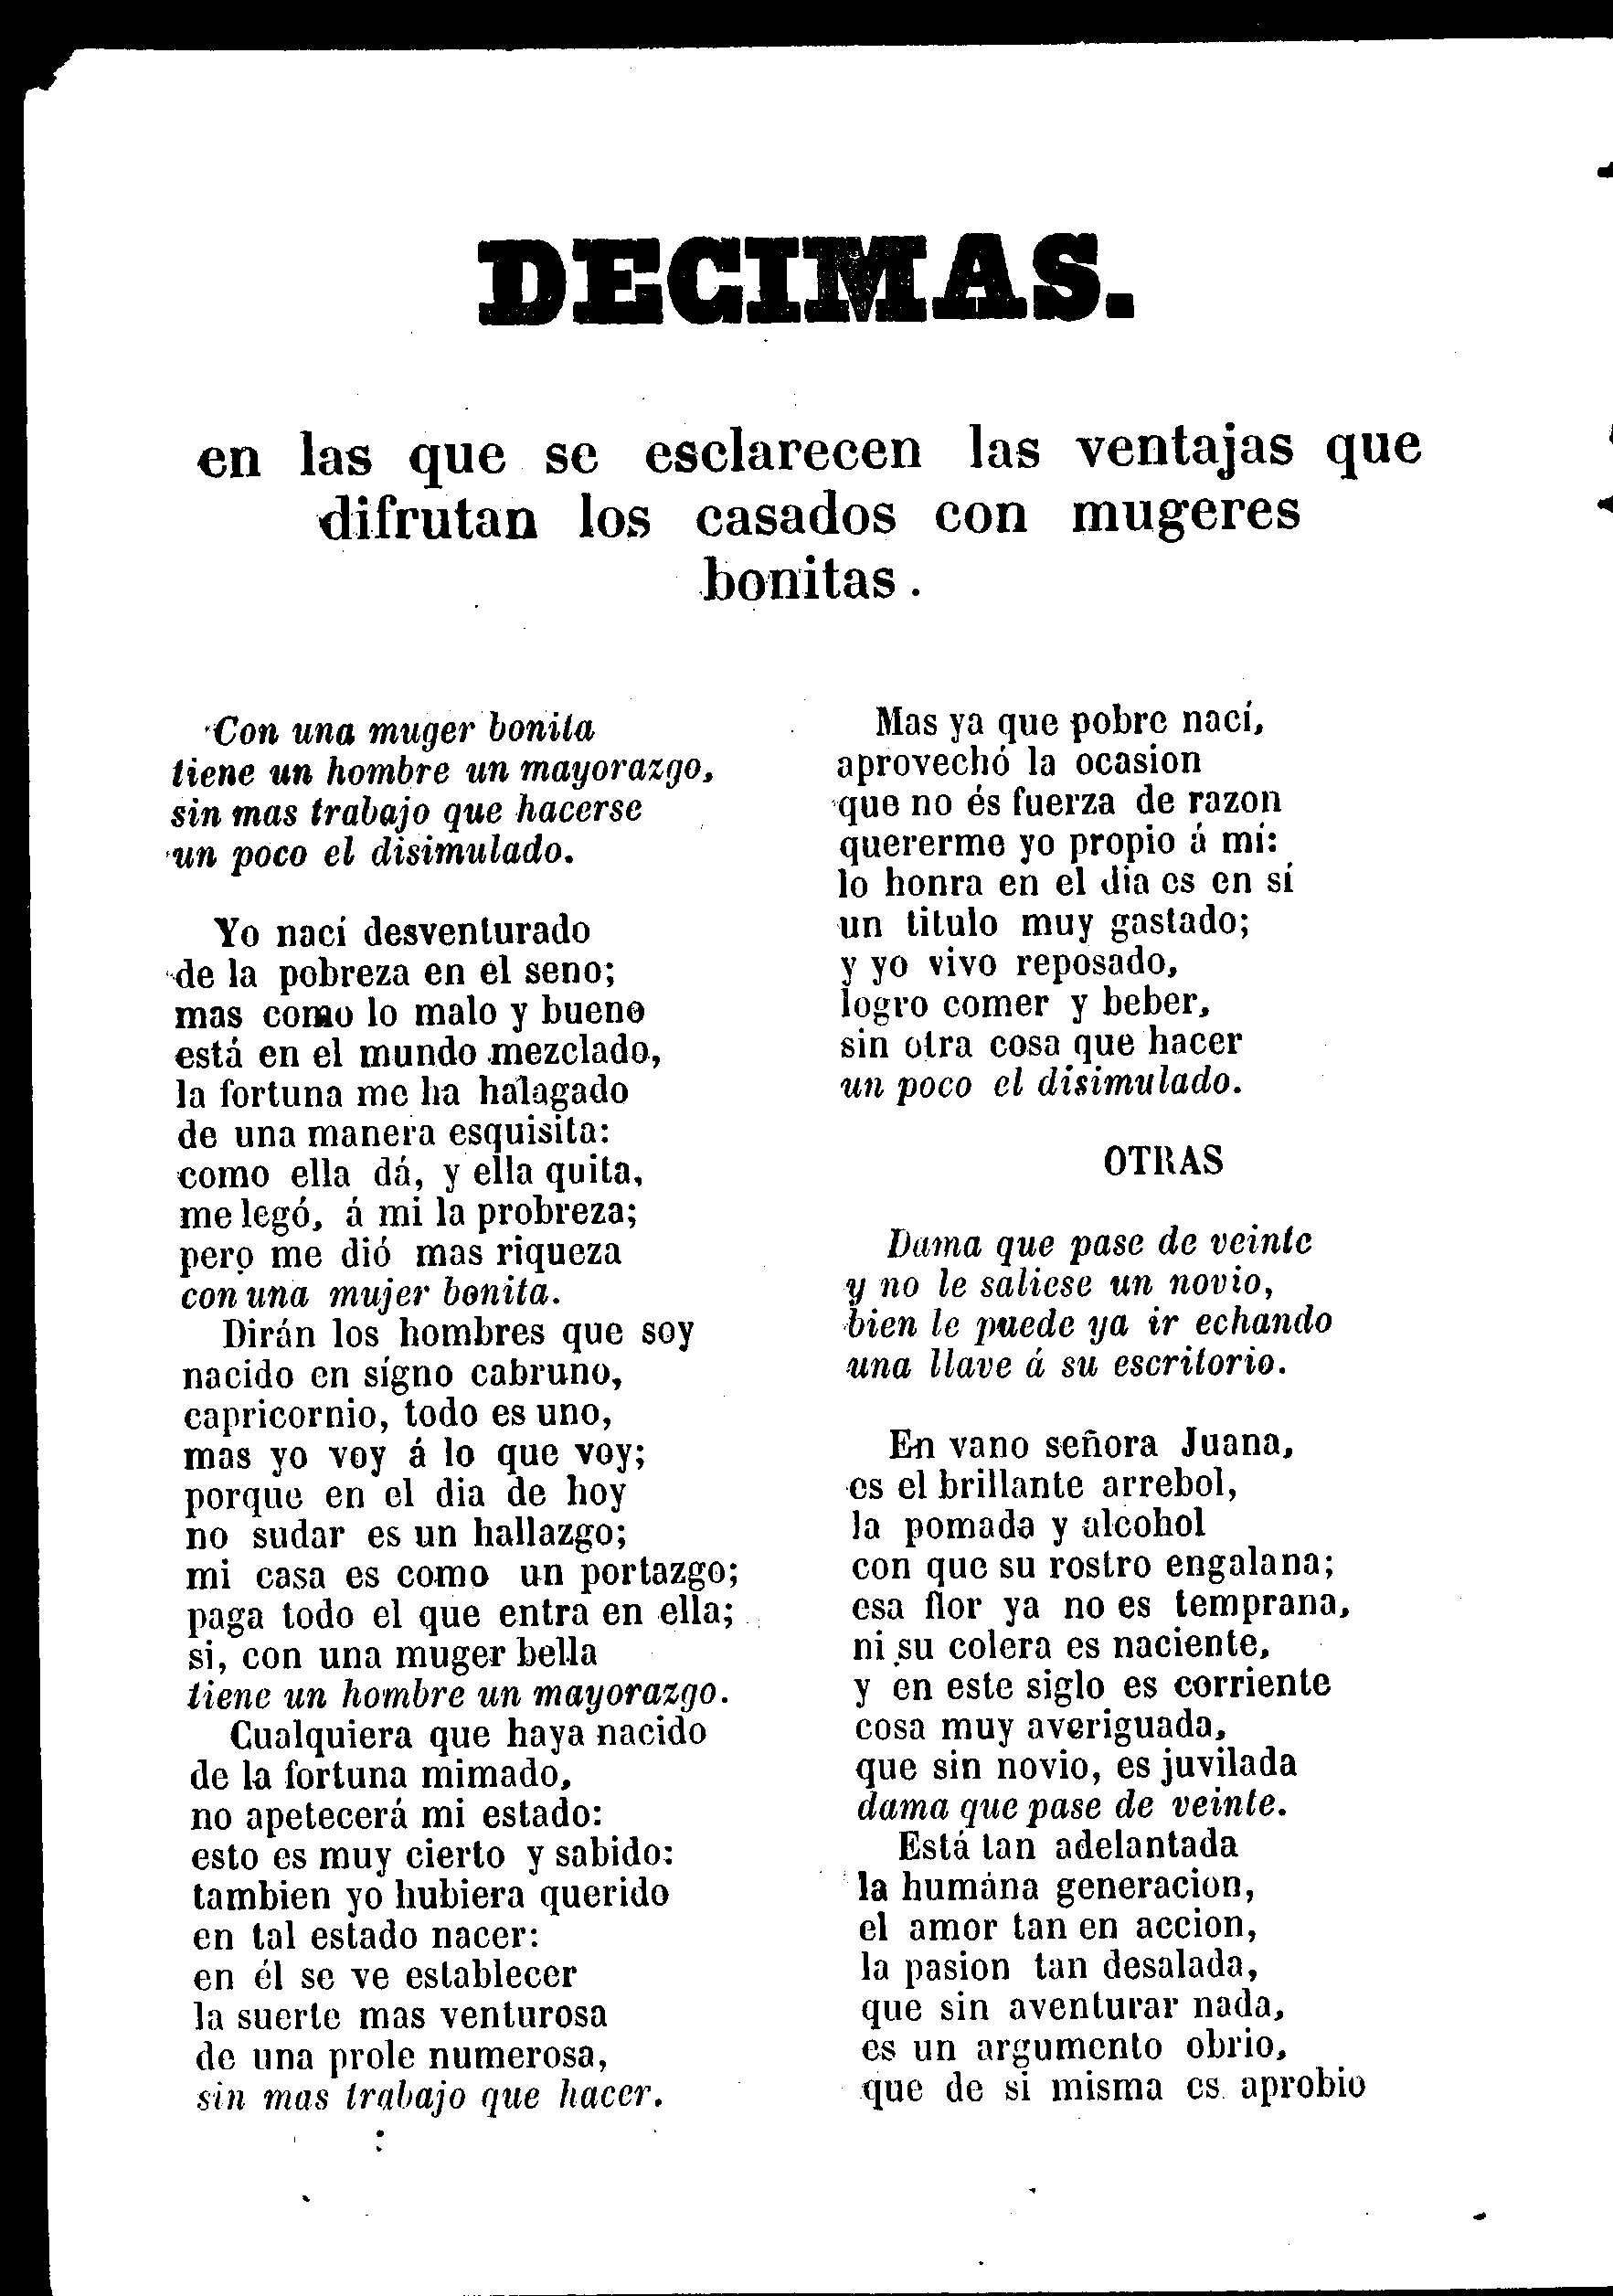 DECIMAS.
en las que se esclarecen las ventajas que
difrutan los casados con mugeres
bonitas.
Con una muger bonita
tiene un hombre un mayorazgo,
sin mas trabajo que hacerse
un poco el disimulado.
Yo nací desventurado
de la pobreza en el seno;
mas como lo malo y bueno
está en el mundo mezclado,
la fortuna me ha halagado
de una manera esquisita:
como ella dá, y ella quita,
me legó, á mi la probreza;
pero me dió mas riqueza
con una mujer bonita.
Dirán los hombres que soy
nacido en sígno cabruno,
capricornio, todo es uno,
mas yo voy á lo que voy;
porque en el dia de hoy
no sudar es un hallazgo;
mi casa es como un portazgo;
paga todo el que entra en ella;
si, con una muger bella
tiene un hombre un mayorazgo.
Cualquiera que haya nacido
de la fortuna mimado,
no apetecerá mi estado:
esto es muy cierto y sabido:
tambien yo hubiera querido
en tal estado nacer:
en él se ve establecer
la suerte mas venturosa
de una prole numerosa,
sin mas trabajo que hacer.
Mas ya que pobre nací,
aprovechó la ocasion
que no és fuerza de razon
quererme yo propio á mí:
lo honra en el dia es en sí
un titulo muy gastado;
y yo vivo reposado,
logro comer y beber,
sin otra cosa que hacer
un poco el disimulado.
OTRAS
Dama que pase de veinte
y no le saliese un novio,
bien le puede ya ir echando
una llave á su escritorio.
En vano señora Juana,
es el brillante arrebol,
la pomada y alcohol
con que su rostro engalana;
esa flor ya no es temprana,
ni su colera es naciente,
y en este siglo es corriente
cosa muy averiguada,
que sin novio, es juvilada
dama que pase de veinte.
Está tan adelantada
la humána generacion,
el amor tan en accion,
la pasion tan desalada,
que sin aventurar nada,
es un argumento obrio,
que de si misma es aprobio